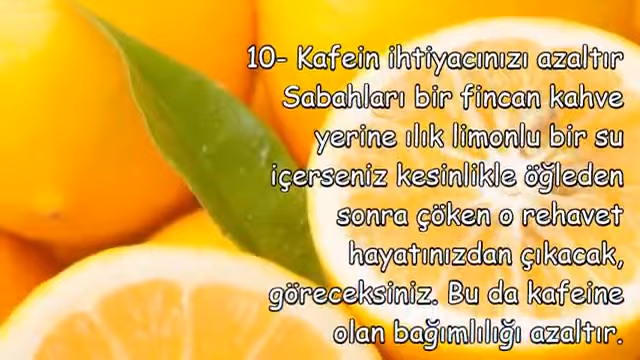 10- Kafein ihtiyacınızı azaltır
Sabahları bir fincan kahve
yerine ılık limonlu bir su
içerseniz kesinlikle öğleden
sonra çöken o rehavet
hayatınızdan çıkacak,
göreceksiniz. Bu da kafeine
olan bağımlılığı azaltır.